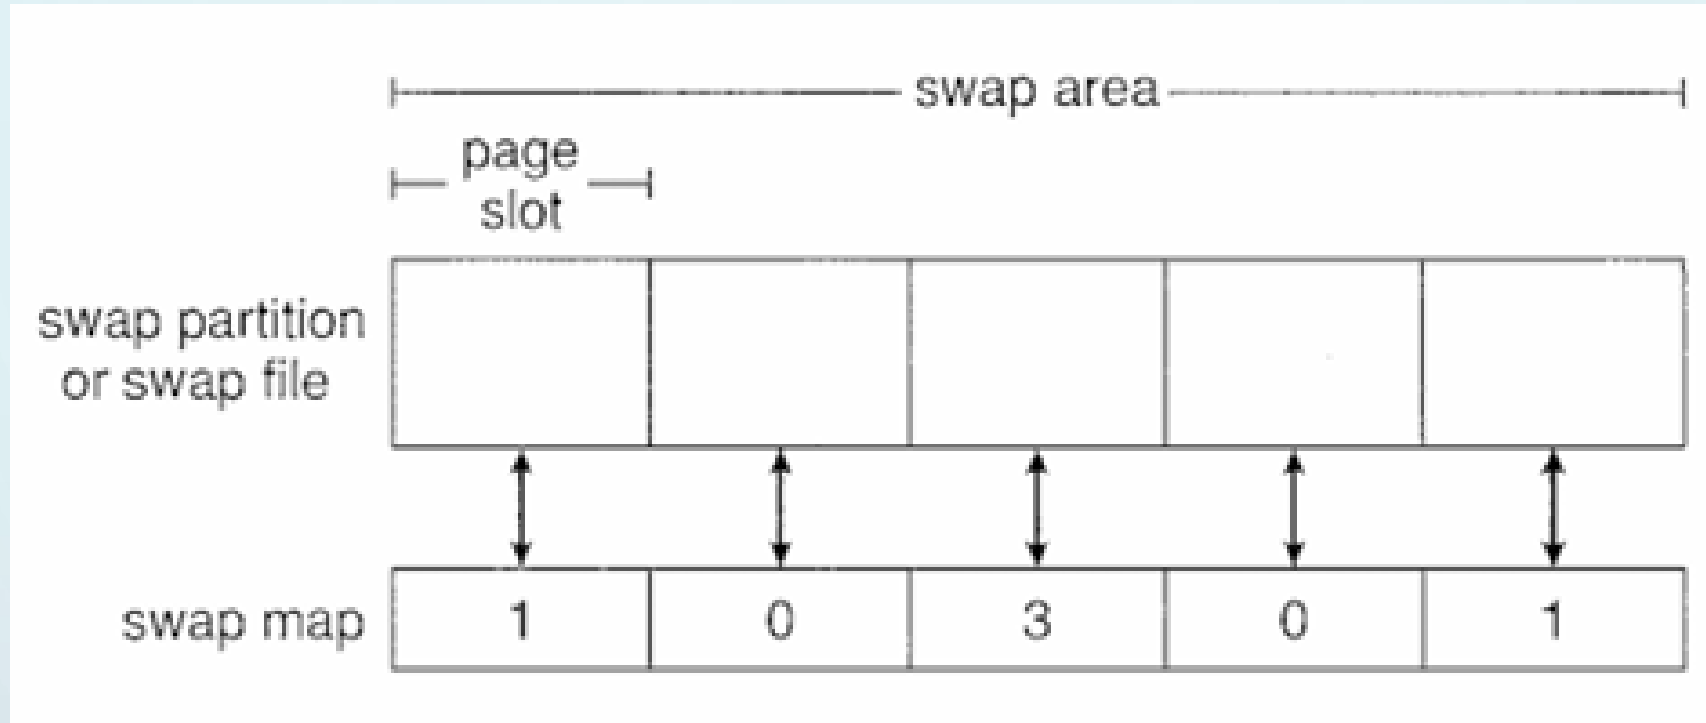 swap area
page
slot
swap partition
or swap file
swap map
1 0 3 0 1